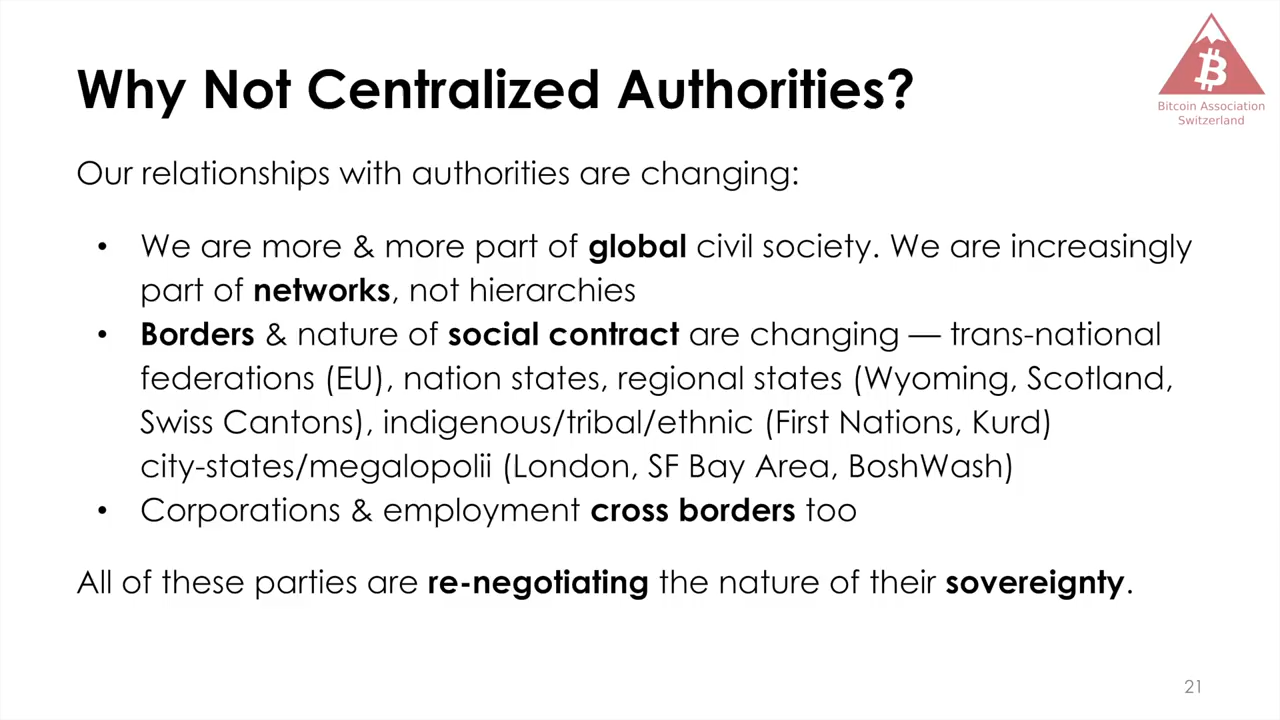 Why Not Centralized Authorities?
Bitcoin Association
Switzerland
Our relationships with authorities are changing:
• We are more & more part of global civil society. We are increasingly
part of networks, not hierarchies
• Borders & nature of social contract are changing — trans-national
federations (EU), nation states, regional states (Wyoming, Scotland,
Swiss Cantons), indigenous/tribal/ethnic (First Nations, Kurd)
city-states/megalopolii (London, SF Bay Area, BoshWash)
• Corporations & employment cross borders too
All of these parties are re-negotiating the nature of their sovereignty.
21